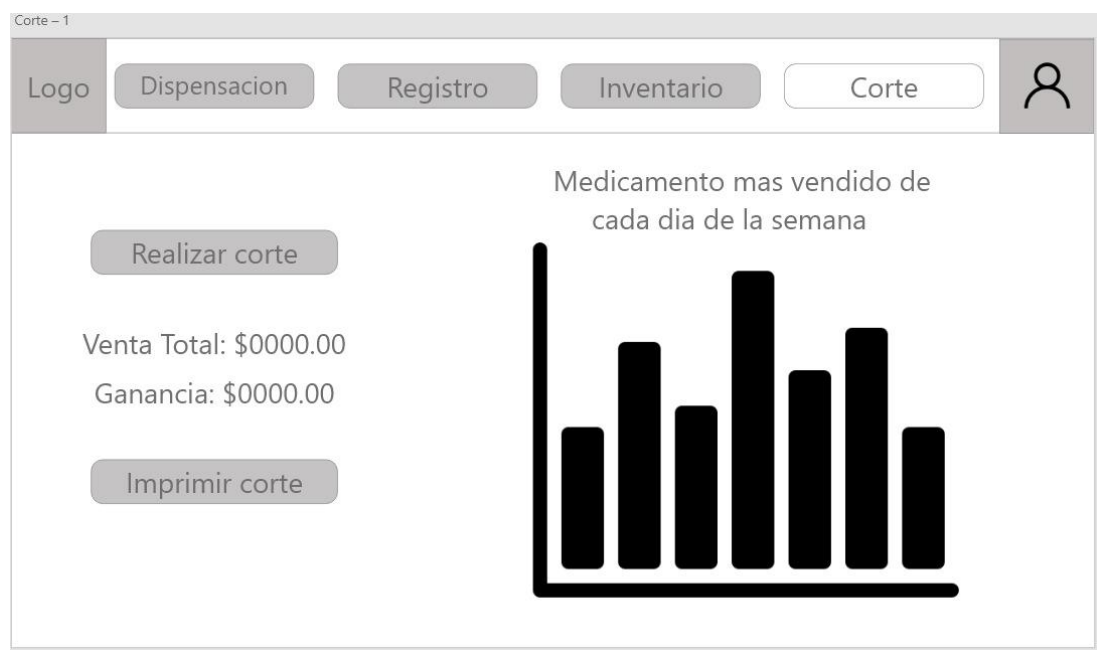 Corte – 1
Logo
Dispensacion
Registro
Inventario
Corte
Medicamento mas vendido de
cada dia de la semana
Realizar corte
Venta Total: $0000.00
Ganancia: $0000.00
Imprimir corte